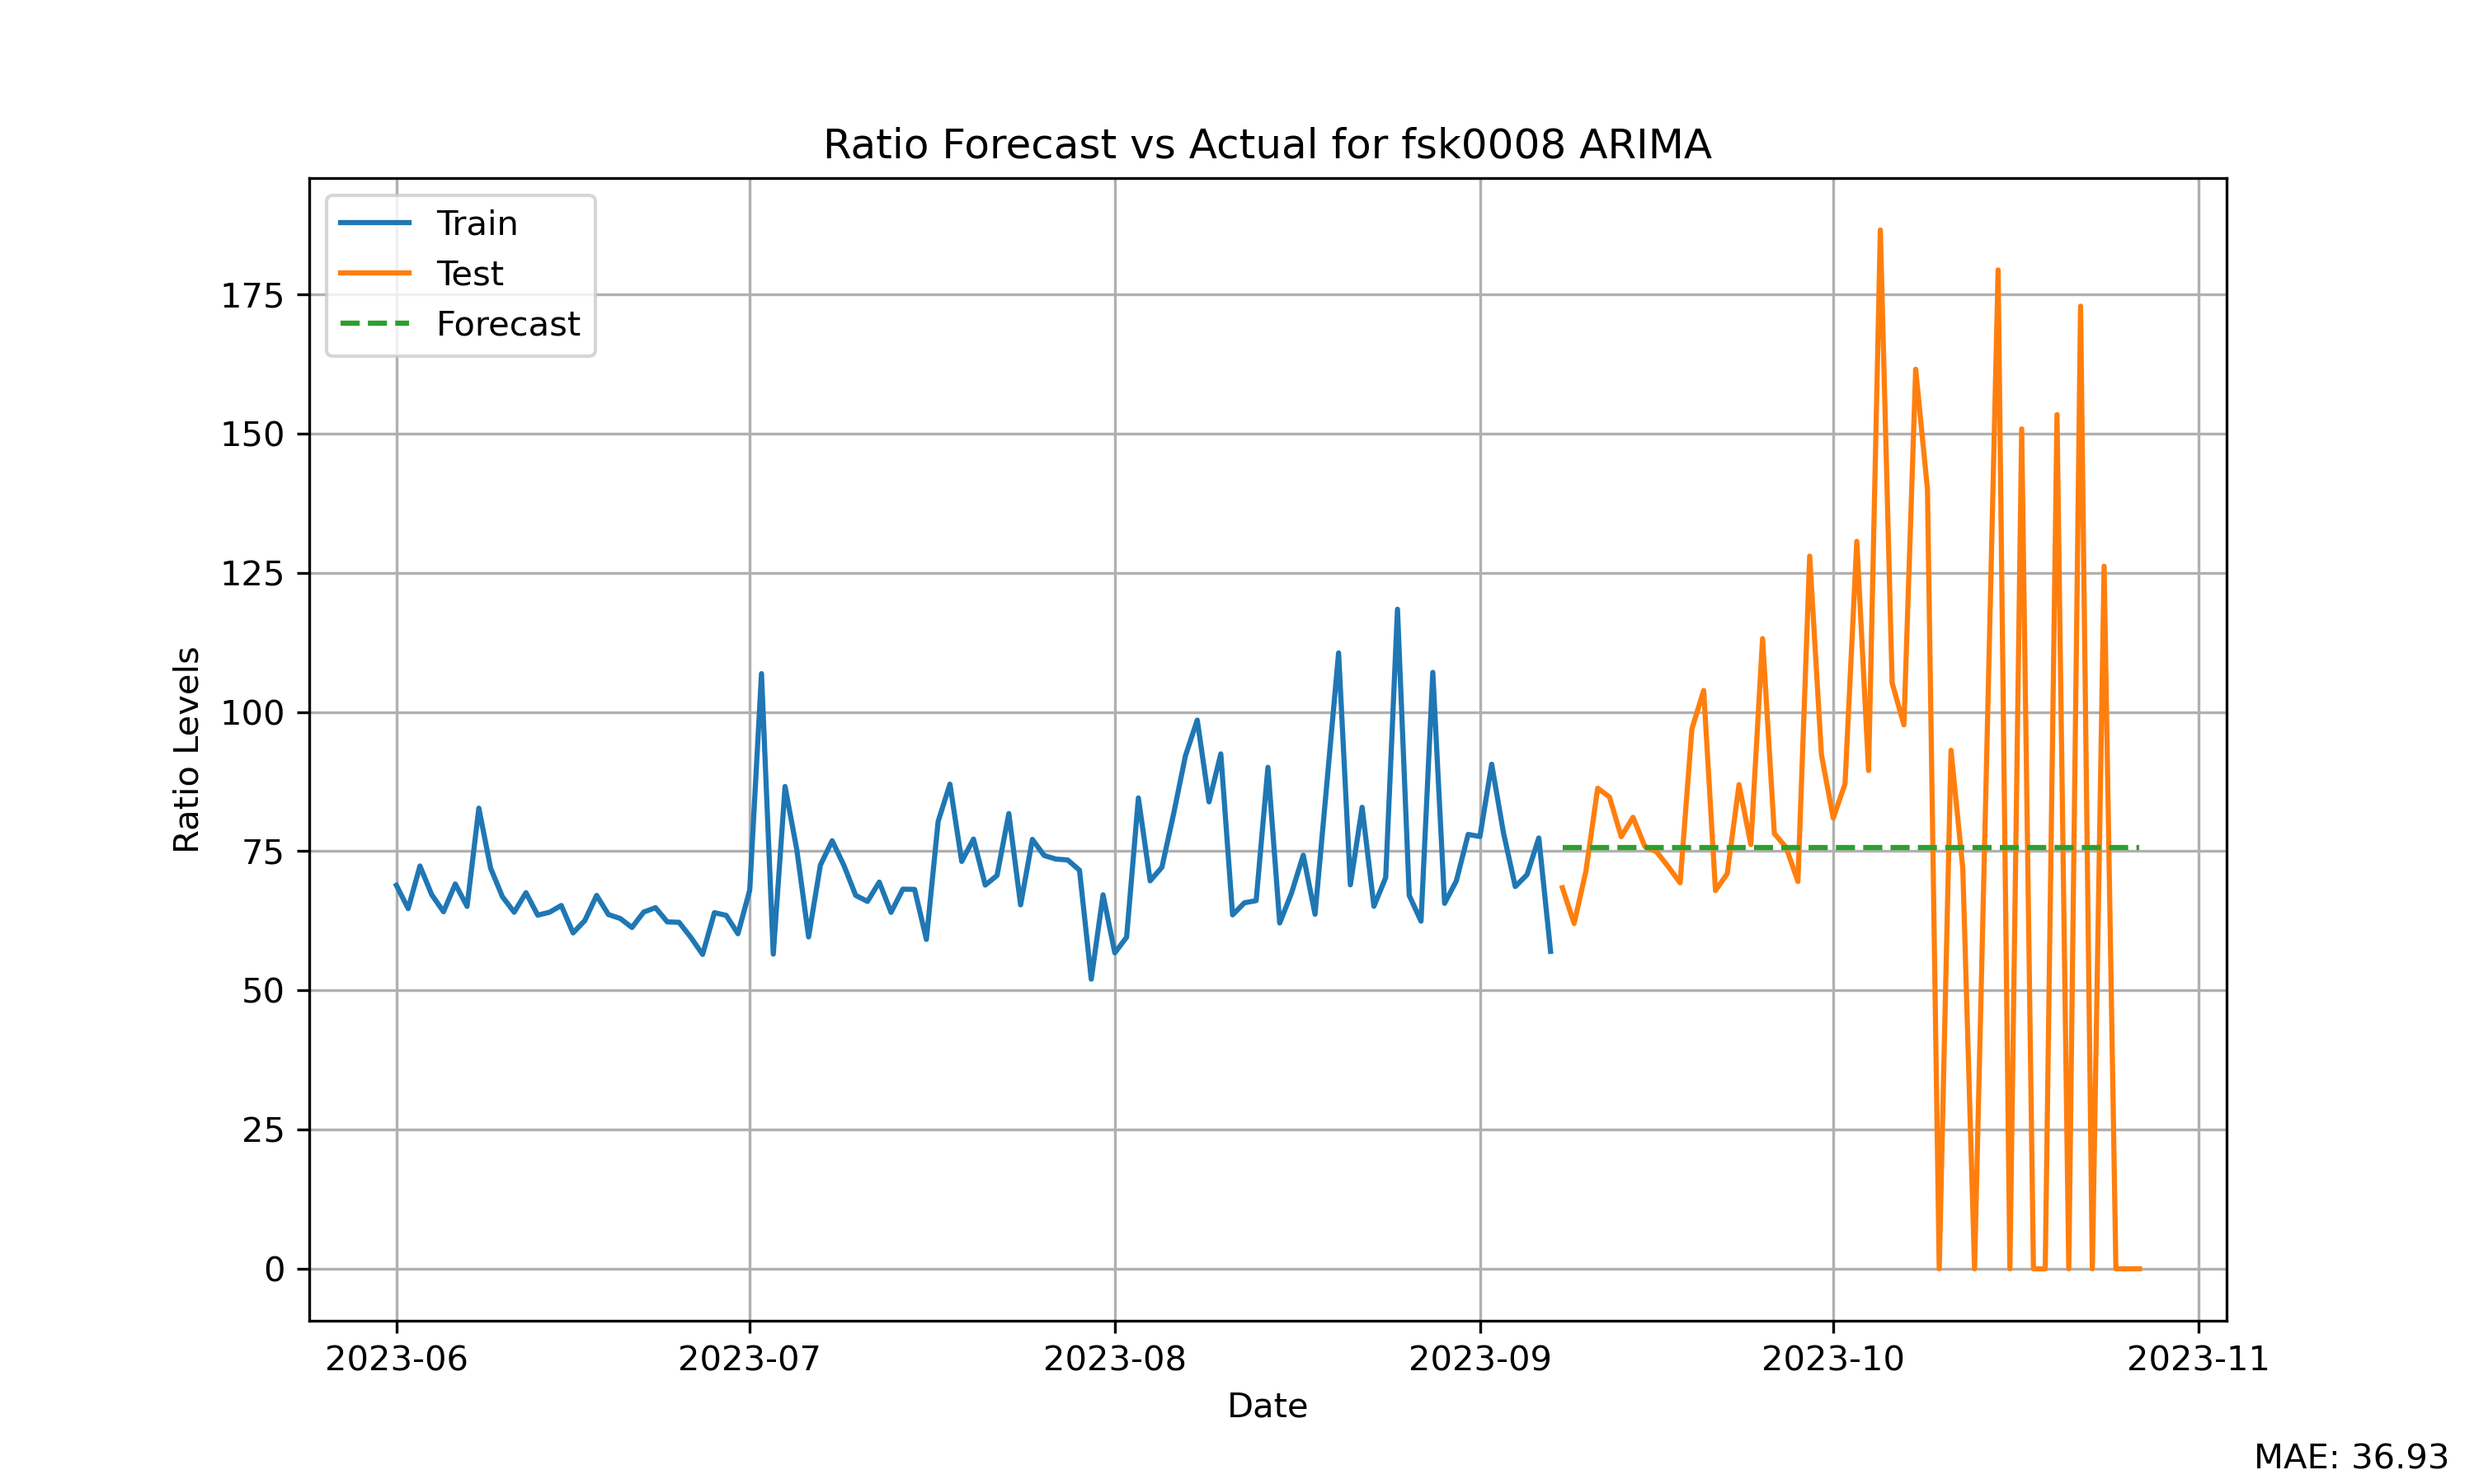 Ratio Forecast vs Actual for fsk0008 ARIMA
Train
Test
Forecast
175
150
125
100
75
50
25
0
Ratio Levels
2023-06 2023-07 2023-08 2023-09 2023-10 2023-11
Date
MAE: 36.93